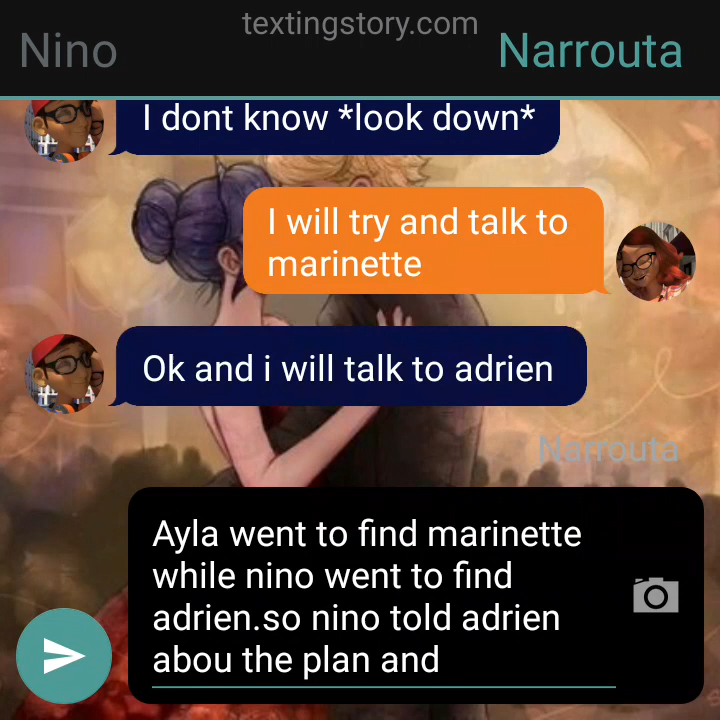 textingstory.com
Nino
Narrouta
I dont know *look down*
I will try and talk to
marinette
Ok and i will talk to adrien
Narrouta
Ayla went to find marinette
while nino went to find
adrien.so nino told adrien
abou the plan and